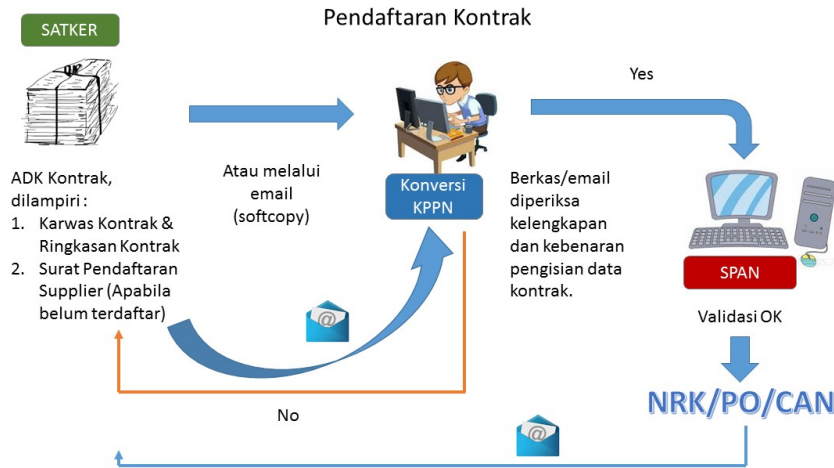 Pendaftaran Kontrak
SATKER
Yes
Atau melalui
email
(softcopy)
Konversi
KPPN
ADK Kontrak,
dilampiri :
1. Karwas Kontrak &
Ringkasan Kontrak
2. Surat Pendaftaran
Supplier (Apabila
belum terdaftar)
Berkas/email
diperiksa
kelengkapan
dan kebenaran
pengisian data
kontrak.
SPAN
Validasi OK
@
No
NRK/PO/CAN
@